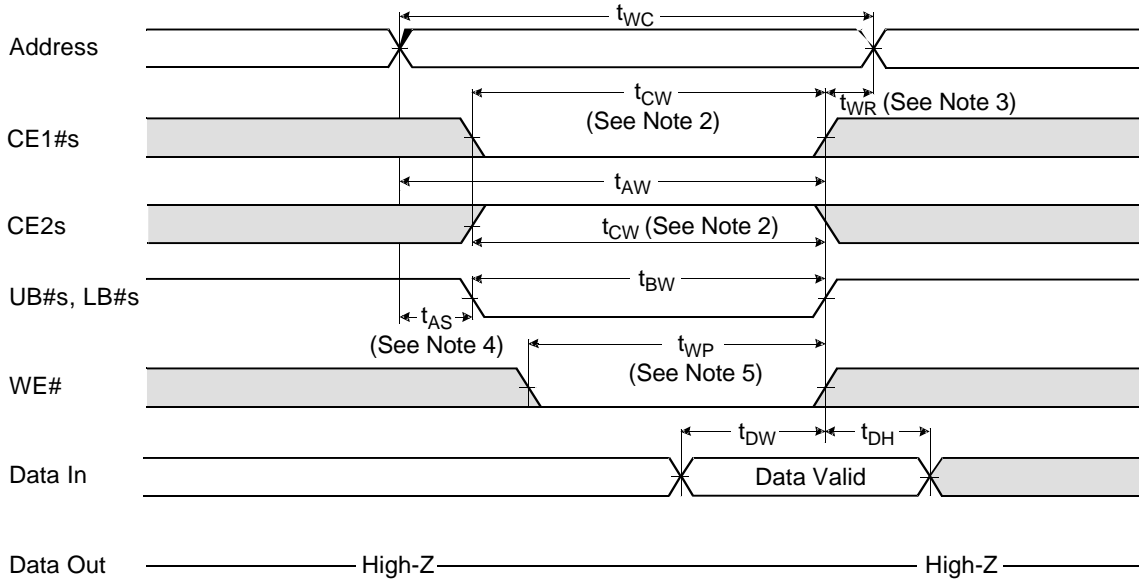 tWC
Address
tCW
(See Note 2)
tWR (See Note 3)
CE1#s
tAW
CE2s
tCW (See Note 2)
UB#s, LB#s
tBW
tAS
(See Note 4)
tWP
(See Note 5)
WE#
tDW
tDH
Data In
Data Valid
Data Out
High-Z
High-Z